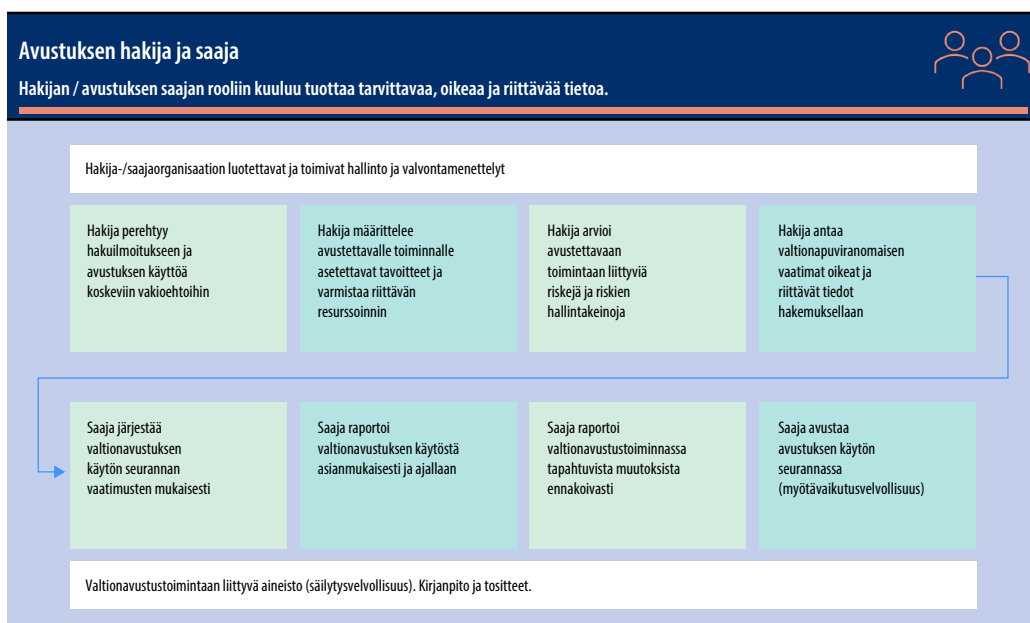 Avustuksen hakija ja saaja
Hakijan / avustuksen saajan rooliin kuuluu tuottaa tarvittavaa, oikeaa ja riittävää tietoa.
Hakija-/saajaorganisaation luotettavat ja toimivat hallinto ja valvontamenettelyt
Hakija perehtyy
hakuilmoitukseen ja
avustuksen käyttöä
koskeviin vakioehtoihin
Hakija määrittelee
avustettavalle toiminnalle
asetettavat tavoitteet ja
varmistaa riittävän
resurssoinnin
Hakija arvioi
avustettavaan
toimintaan liittyviä
riskejä ja riskien
hallintakeinoja
Hakija antaa
valtionapuviranomaisen
vaatimat oikeat ja
riittävät tiedot
hakemuksellaan
Saaja järjestää
valtionavustuksen
käytön seurannan
vaatimusten mukaisesti
Saaja raportoi
valtionavustuksen käytöstä
asianmukaisesti ja ajallaan
Saaja raportoi
valtionavustustoiminnassa
tapahtuvista muutoksista
ennakoivasti
Saaja avustaa
avustuksen käytön
seurannassa
(myötävaikutusvelvollisuus)
Valtionavustustoimintaan liittyvä aineisto (säilytysvelvollisuus). Kirjanpito ja tositteet.